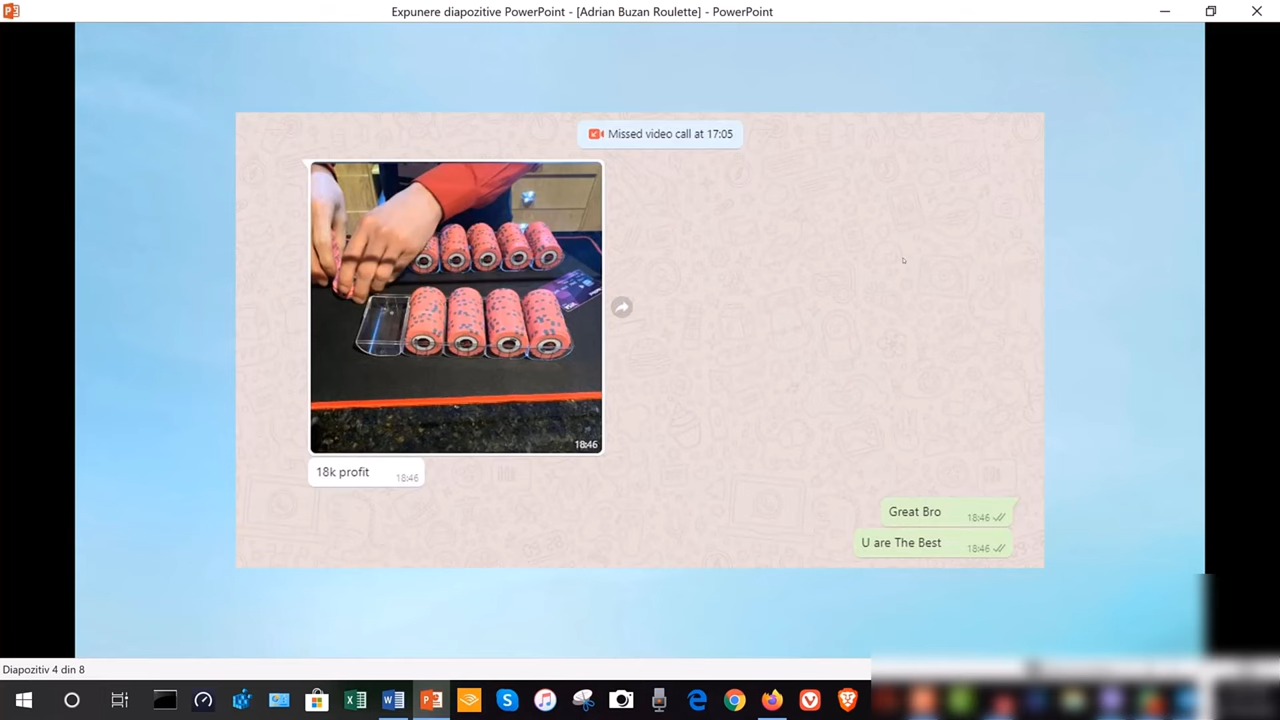 Expunere diapozitive PowerPoint - [Adrian Buzan Roulette] - PowerPoint
Missed video call at 17:05
18:46
18k profit 18:46
Great Bro 18:46
U are The Best 18:46
Diapozitiv 4 din 8